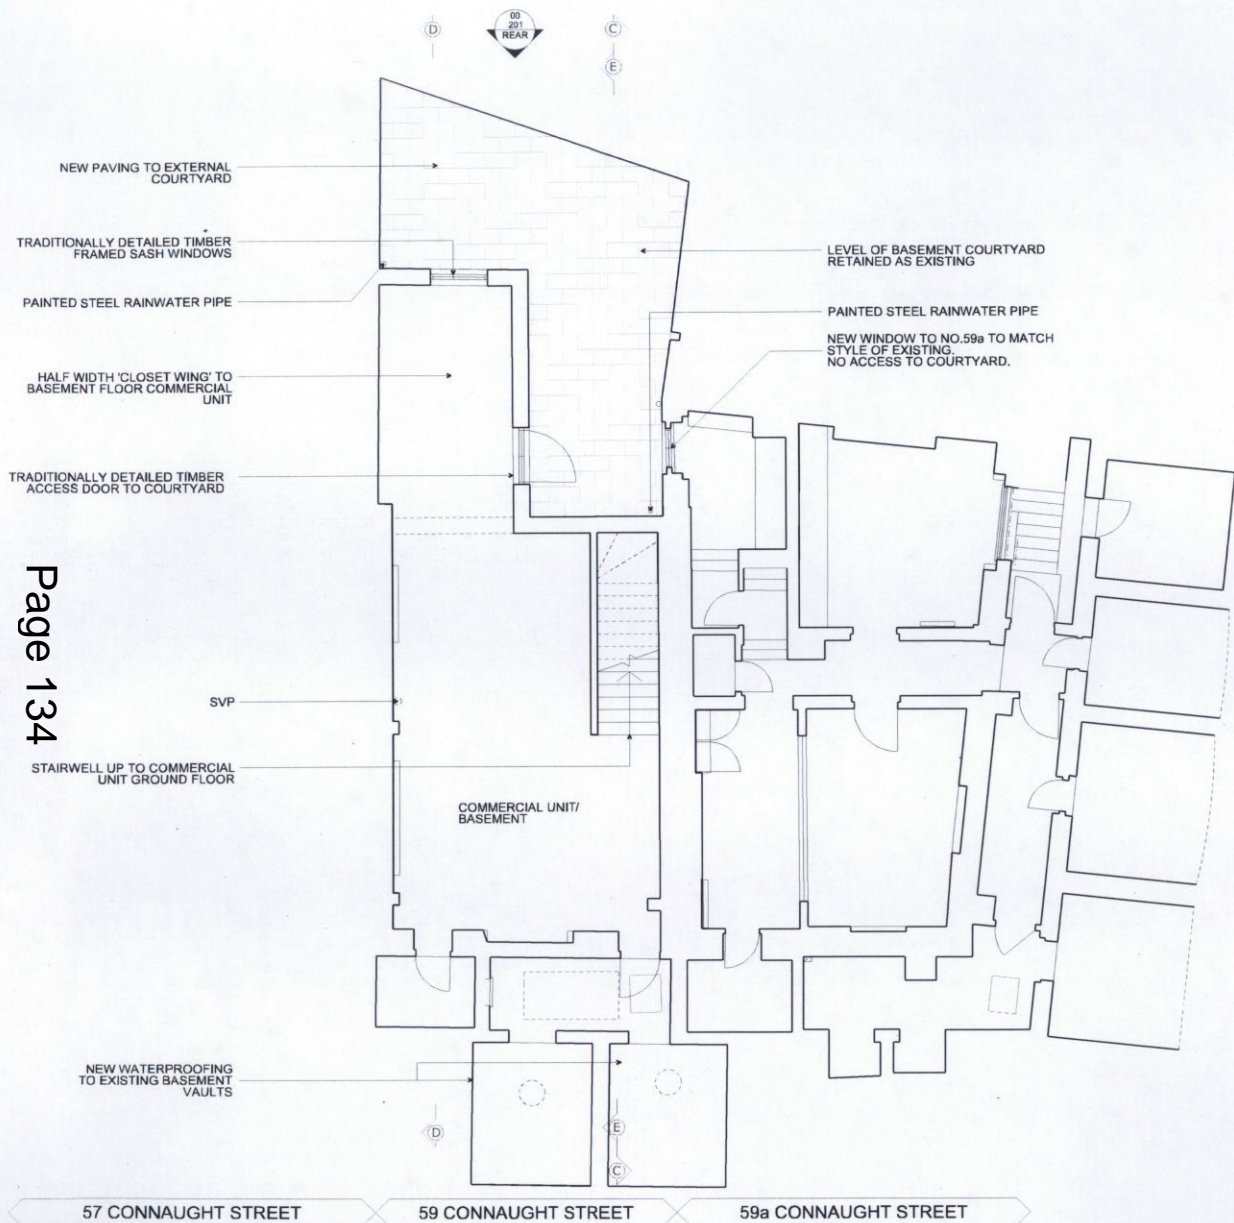 D
00
201
REAR
C
E
NEW PAVING TO EXTERNAL
COURTYARD
TRADITIONALLY DETAILED TIMBER
FRAMED SASH WINDOWS
PAINTED STEEL RAINWATER PIPE
HALF WIDTH 'CLOSET WING' TO
BASEMENT FLOOR COMMERCIAL
UNIT
TRADITIONALLY DETAILED TIMBER
ACCESS DOOR TO COURTYARD
SVP
STAIRWELL UP TO COMMERCIAL
UNIT GROUND FLOOR
NEW WATERPROOFING
TO EXISTING BASEMENT
VAULTS
LEVEL OF BASEMENT COURTYARD
RETAINED AS EXISTING
PAINTED STEEL RAINWATER PIPE
NEW WINDOW TO NO.59a TO MATCH
STYLE OF EXISTING.
NO ACCESS TO COURTYARD.
COMMERCIAL UNIT/
BASEMENT
Page 134
D
E
C
57 CONNAUGHT STREET
59 CONNAUGHT STREET
59a CONNAUGHT STREET